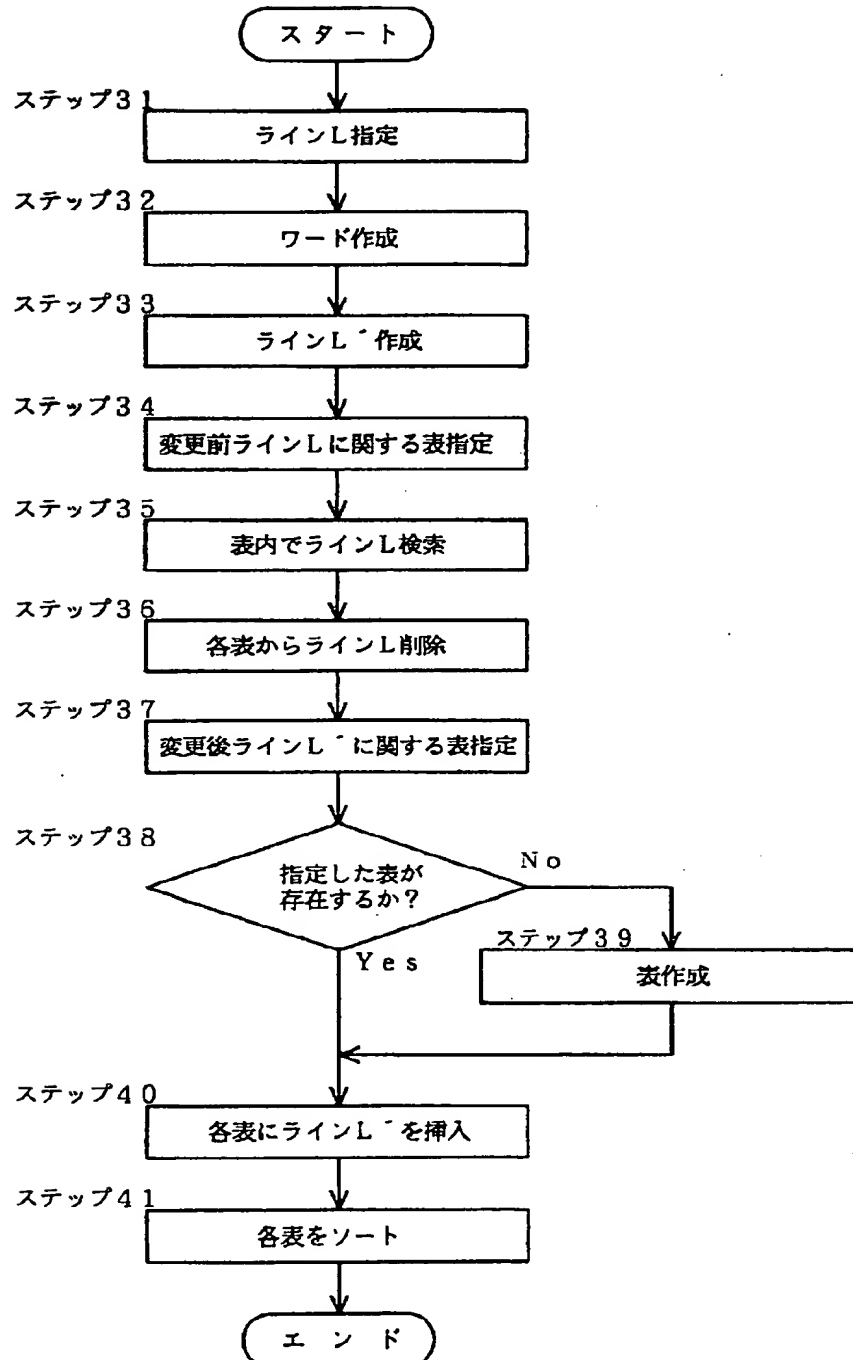 スタート
ステップ31
ラインL指定
ステップ32
ワード作成
ステップ33
ラインL´作成
ステップ34
変更前ラインLに関する表指定
ステップ35
表内でラインL検索
ステップ36
各表からラインL削除
ステップ37
変更後ラインL´に関する表指定
ステップ38
指定した表が
存在するか?
No
Yes
ステップ39
表作成
ステップ40
各表にラインL´を挿入
ステップ41
各表をソート
エンド